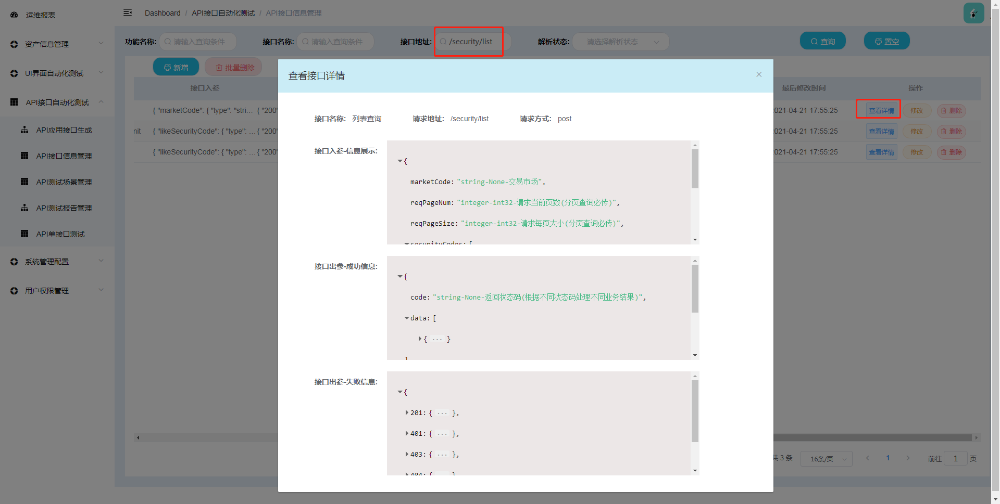 运维报表
资产信息管理
UI界面自动化测试
API接口自动化测试
API应用接口生成
API接口信息管理
API测试场景管理
API测试报告管理
API单接口测试
系统管理配置
用户权限管理
Dashboard / API接口自动化测试 / API接口信息管理
功能名称: 请输入查询条件 接口名称: 请输入查询条件 接口地址: /security/list 解析状态: 请选择解析状态 查询 置空
新增 批量删除
接口入参 最后修改时间 操作
{ "marketCode": { "type": "stri... { "200" 021-04-21 17:55:25 查看详情 修改 删除
nit { "likeSecurityCode": { "type": ... { "200" 021-04-21 17:55:25 查看详情 修改 删除
{ "likeSecurityCode": { "type": ... { "200" 021-04-21 17:55:25 查看详情 修改 删除
共 3 条 16条/页 1 前往 1 页
查看接口详情
接口名称: 列表查询 请求地址: /security/list 请求方式: post
接口入参-信息展示:
{
marketCode: "string-None-交易市场",
reqPageNum: "integer-int32-请求当前页数(分页查询必传)",
reqPageSize: "integer-int32-请求每页大小(分页查询必传)",
securityCodes: [
接口出参-成功信息:
{
code: "string-None-返回状态码(根据不同状态码处理不同业务结果)",
data: [
{ ... }
]
接口出参-失败信息:
{
201: { ... },
401: { ... },
403: { ... },
404: { ... },